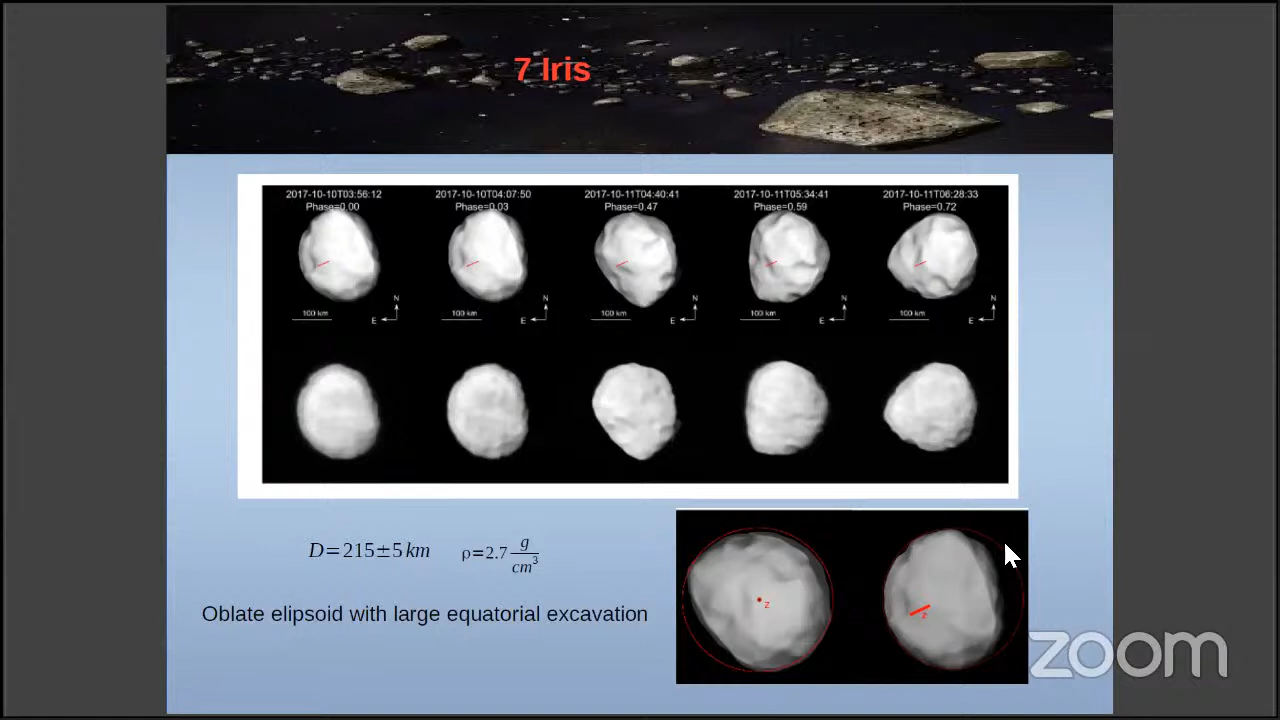 7 Iris
2017-10-10T03:56:12 2017-10-10T04:07:50 2017-10-11T04:40:41 2017-10-11T05:34:41 2017-10-11T06:28:33
Phase=0.00 Phase=0.03 Phase=0.47 Phase=0.59 Phase=0.72
N N N N N
100 km E 100 km E 100 km E 100 km E 100 km E
D=215±5 km ρ=2.7 g/cm³
Oblate elipsoid with large equatorial excavation
z z
zoom